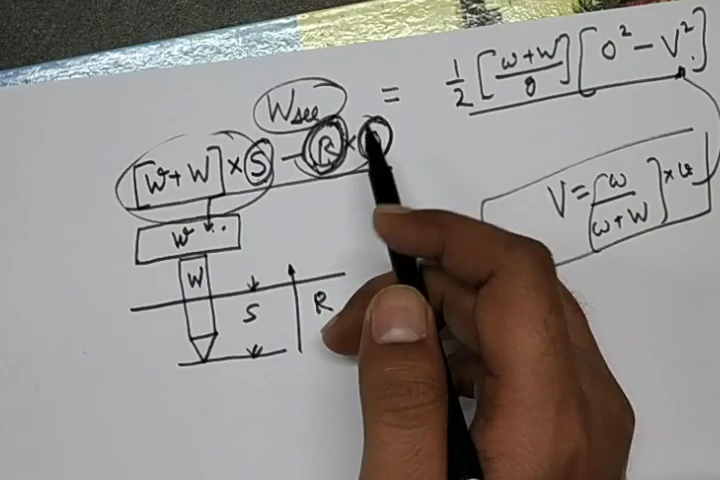 Wsee = 1/2 [w+W/g] [0² - V²]
[w+W] × S - R ×
V = [w/w+W] × u
w
W
S R